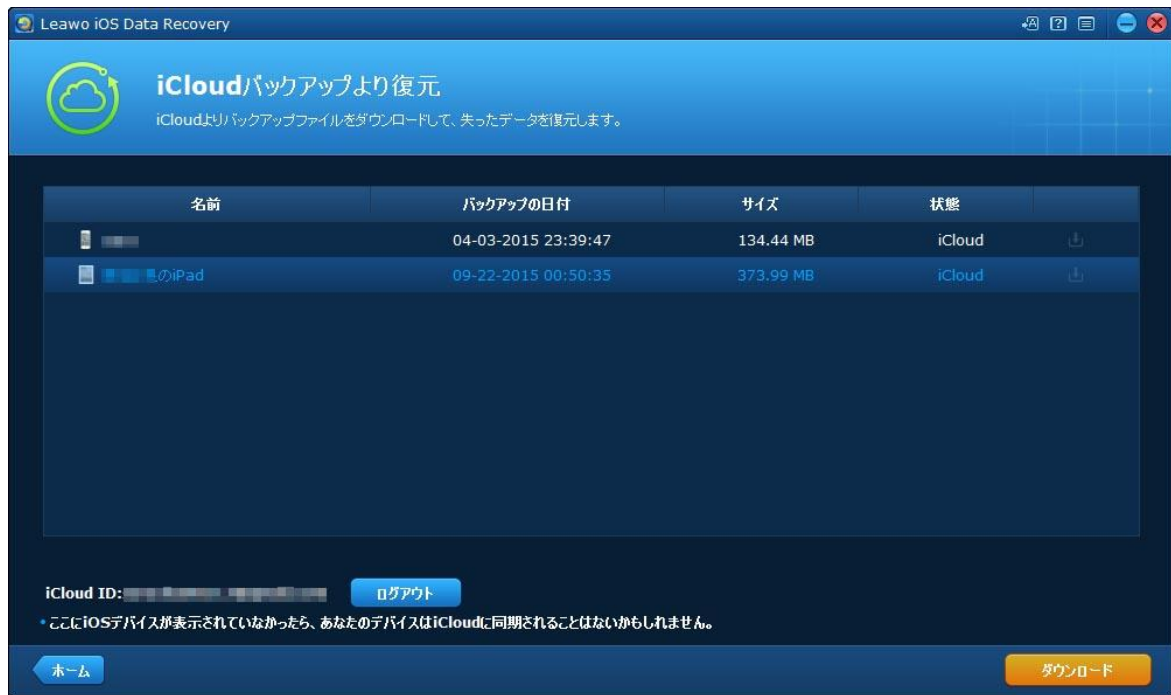 Leawo iOS Data Recovery
iCloudバックアップより復元
iCloudよりバックアップファイルをダウンロードして、失ったデータを復元します。
名前 バックアップの日付 サイズ 状態
04-03-2015 23:39:47 134.44 MB iCloud
のiPad 09-22-2015 00:50:35 373.99 MB iCloud
iCloud ID: ログアウト
•ここにiOSデバイスが表示されていなかったら、あなたのデバイスはiCloudに同期されることはないかもしれません。
ホーム ダウンロード